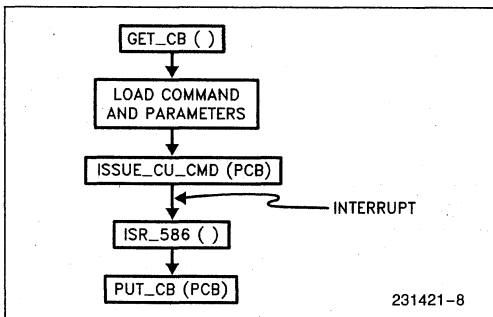 GET_CB ( )
LOAD COMMAND
AND PARAMETERS
ISSUE_CU_CMD (PCB)
INTERRUPT
ISR_586 ( )
PUT_CB (PCB)
231421-8